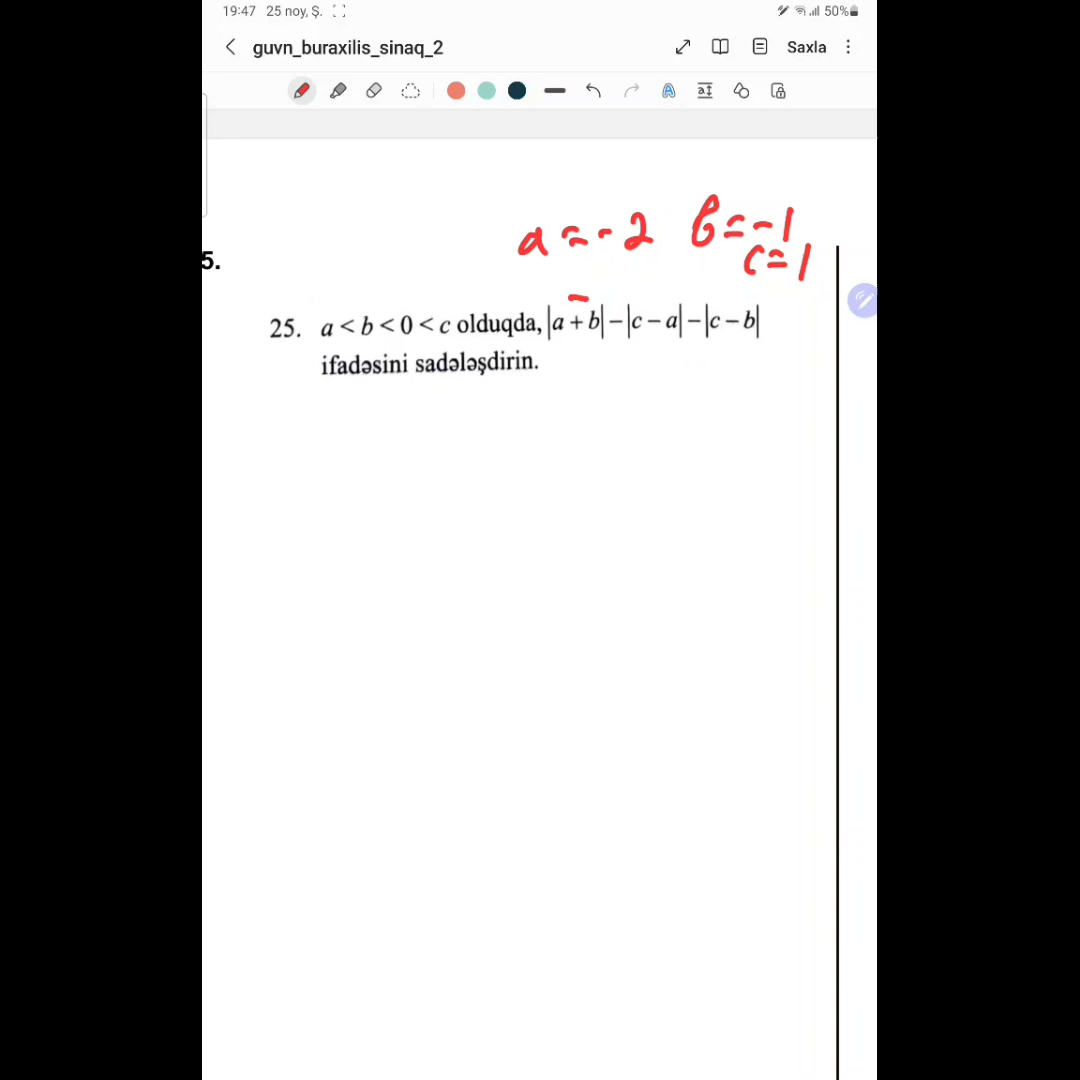 19:47 25 noy, Ş. 50%
guvn_buraxilis_sinaq_2 Saxla
a = -2 b = -1
c = 1
5.
25. a < b < 0 < c olduqda, |a + b| − |c − a| − |c − b|
ifadəsini sadələşdirin.